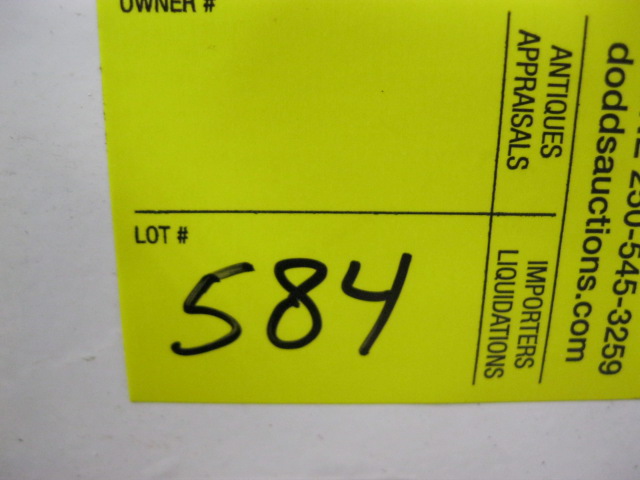 OWNER #
LOT #
584
ANTIQUES
APPRAISALS
IMPORTERS
LIQUIDATIONS
250-545-3259
doddsauctions.com